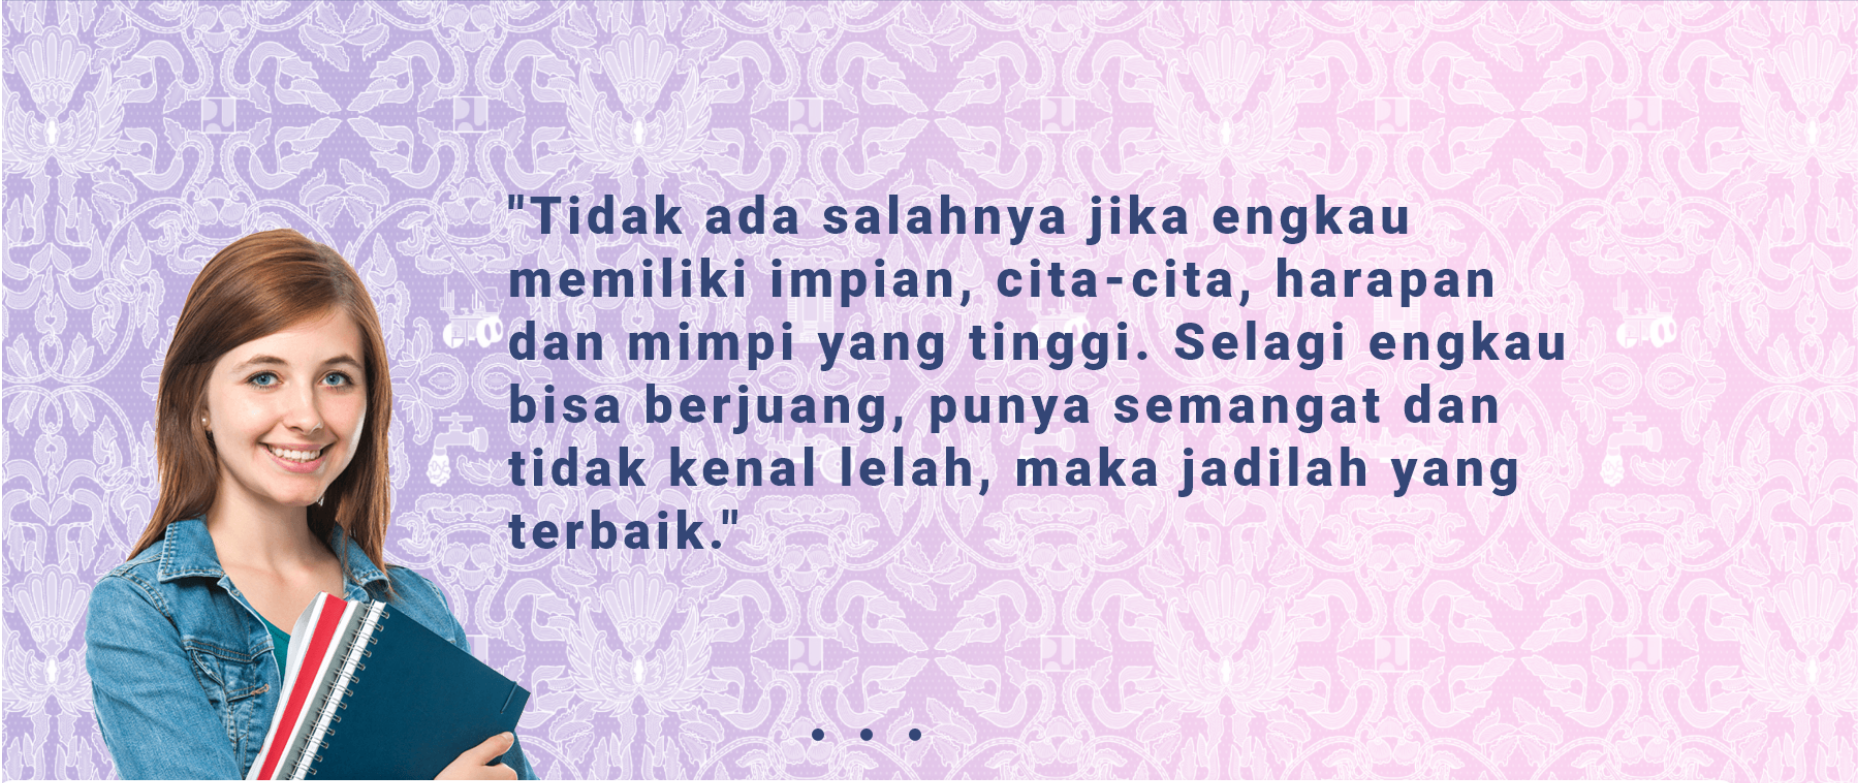 "Tidak ada salahnya jika engkau
memiliki impian, cita-cita, harapan
dan mimpi yang tinggi. Selagi engkau
bisa berjuang, punya semangat dan
tidak kenal lelah, maka jadilah yang
terbaik."